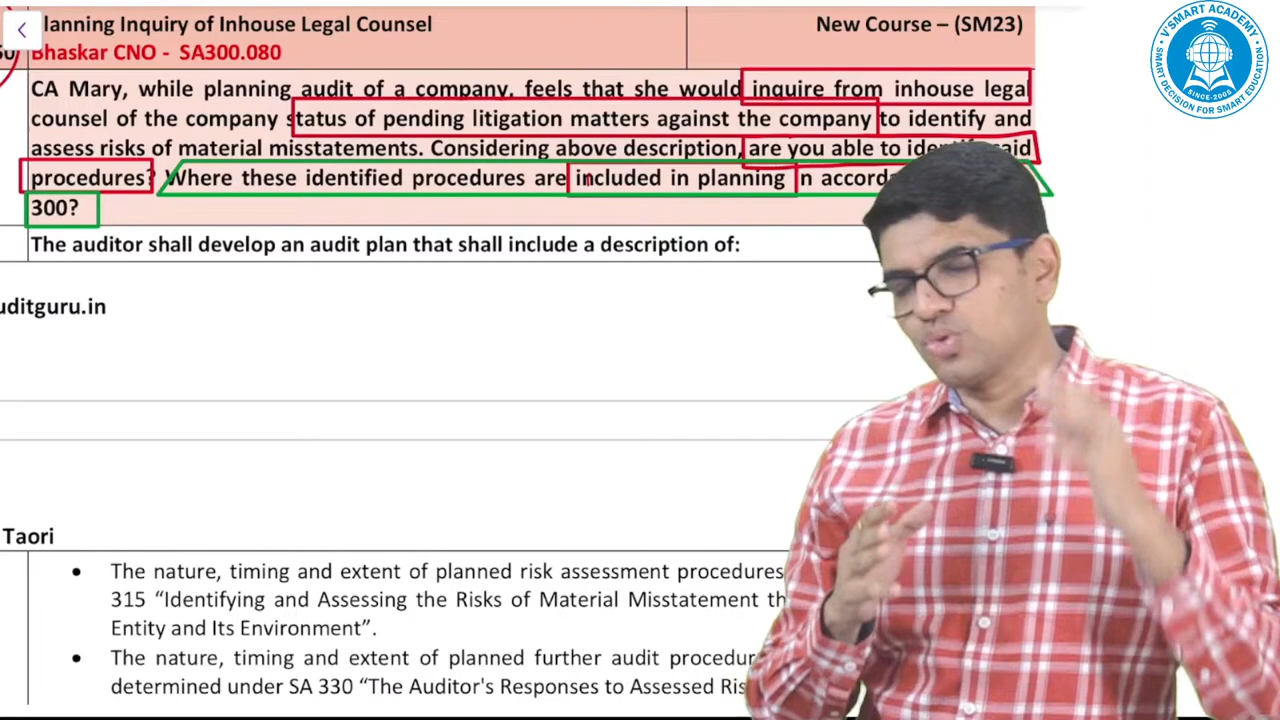 lanning Inquiry of Inhouse Legal Counsel
New Course – (SM23)
Bhaskar CNO - SA300.080
CA Mary, while planning audit of a company, feels that she would inquire from inhouse legal
counsel of the company status of pending litigation matters against the company to identify and
assess risks of material misstatements. Considering above description, are you able to said
procedures? Where these identified procedures are included in planning n
300?
The auditor shall develop an audit plan that shall include a description of:
uditguru.in
Taori
• The nature, timing and extent of planned risk assessment procedures
315 “Identifying and Assessing the Risks of Material Misstatement
Entity and Its Environment”.
• The nature, timing and extent of planned further audit
determined under SA 330 “The Auditor's Responses to Assessed
V'SMART ACADEMY
SINCE-2005
SMART DECISION FOR SMART EDUCATION